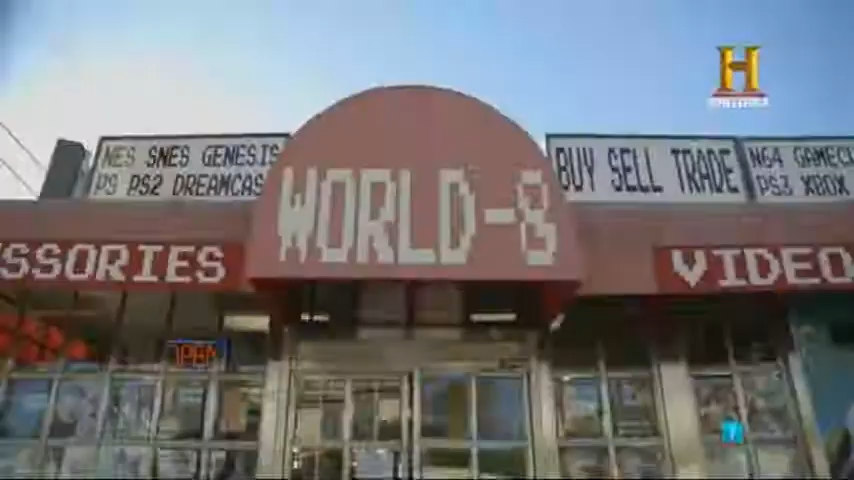 H
NES SNES GENESIS
PS PS2 DREAMCAS
BUY SELL TRADE
N64 GAMECU
PS3 XBOX
WORLD-8
SSORIES
VIDEO
OPEN